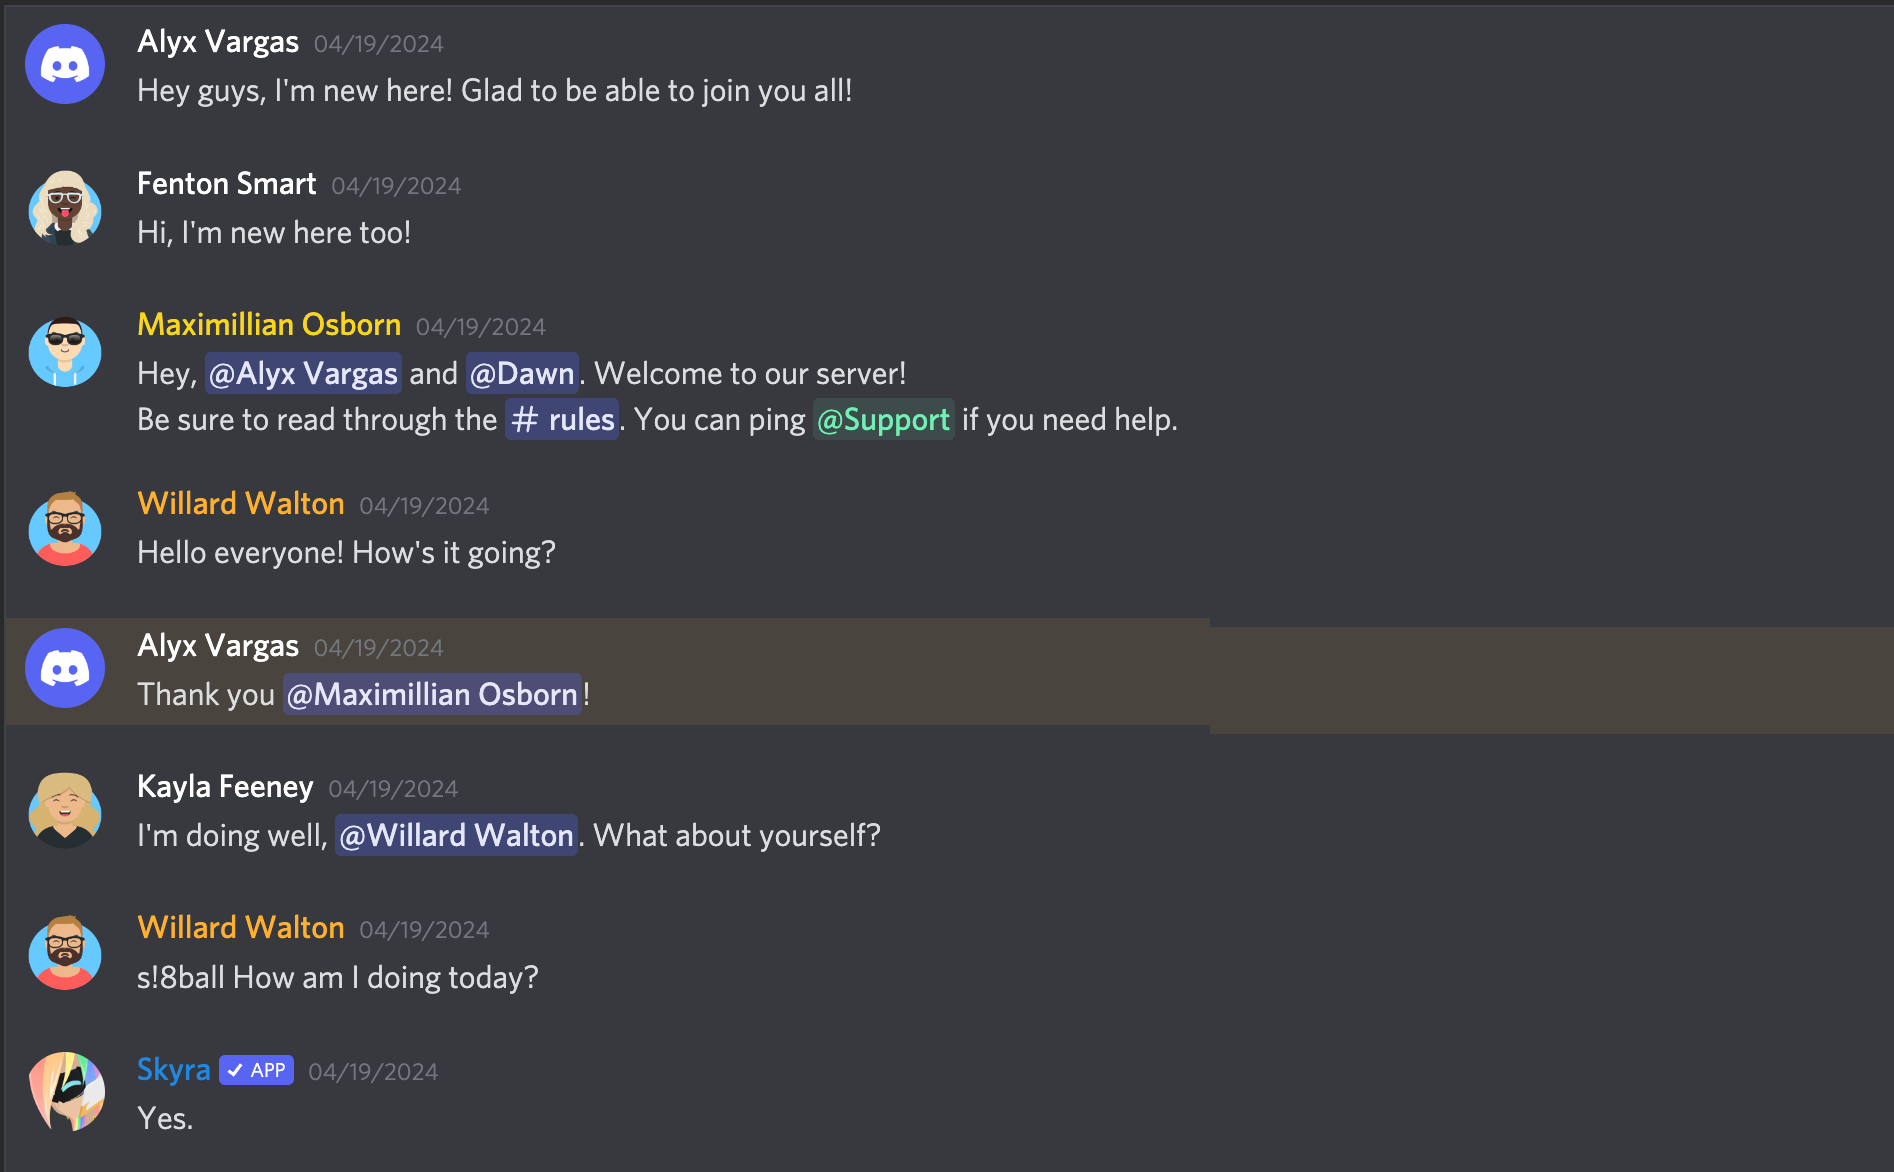 Alyx Vargas 04/19/2024
Hey guys, I'm new here! Glad to be able to join you all!
Fenton Smart 04/19/2024
Hi, I'm new here too!
Maximillian Osborn 04/19/2024
Hey, @Alyx Vargas and @Dawn. Welcome to our server!
Be sure to read through the # rules. You can ping @Support if you need help.
Willard Walton 04/19/2024
Hello everyone! How's it going?
Alyx Vargas 04/19/2024
Thank you @Maximillian Osborn!
Kayla Feeney 04/19/2024
I'm doing well, @Willard Walton. What about yourself?
Willard Walton 04/19/2024
s!8ball How am I doing today?
Skyra ✓ APP 04/19/2024
Yes.